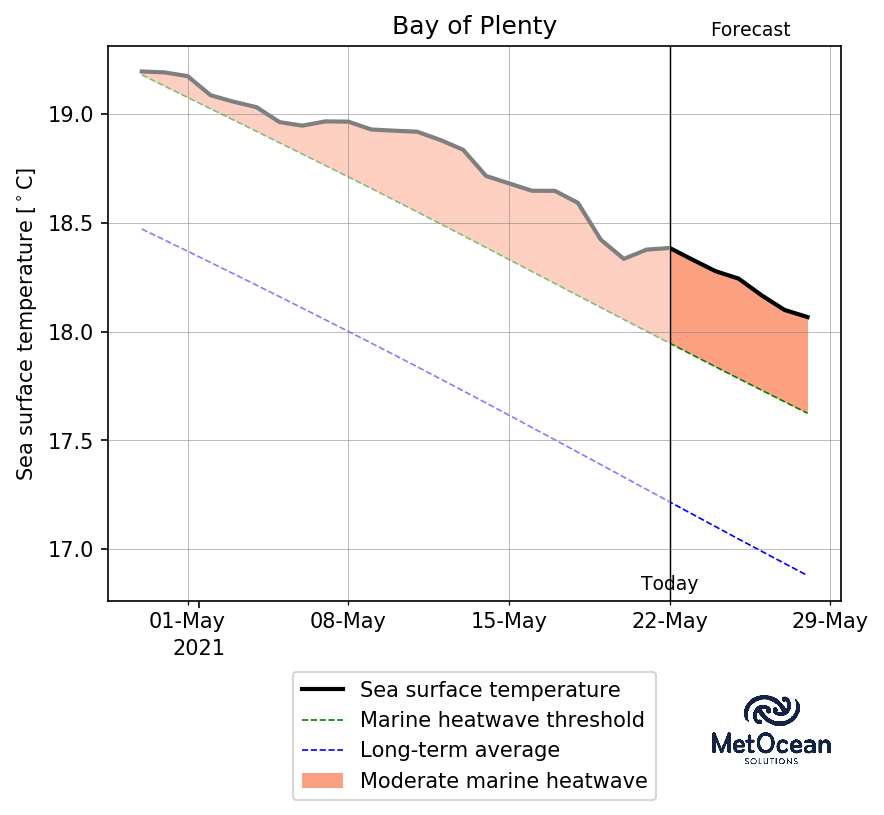 Bay of Plenty
Forecast
Sea surface temperature [°C]
19.0
18.5
18.0
17.5
17.0
Today
01-May 08-May 15-May 22-May 29-May
2021
Sea surface temperature
Marine heatwave threshold
Long-term average
Moderate marine heatwave
MetOcean
SOLUTIONS